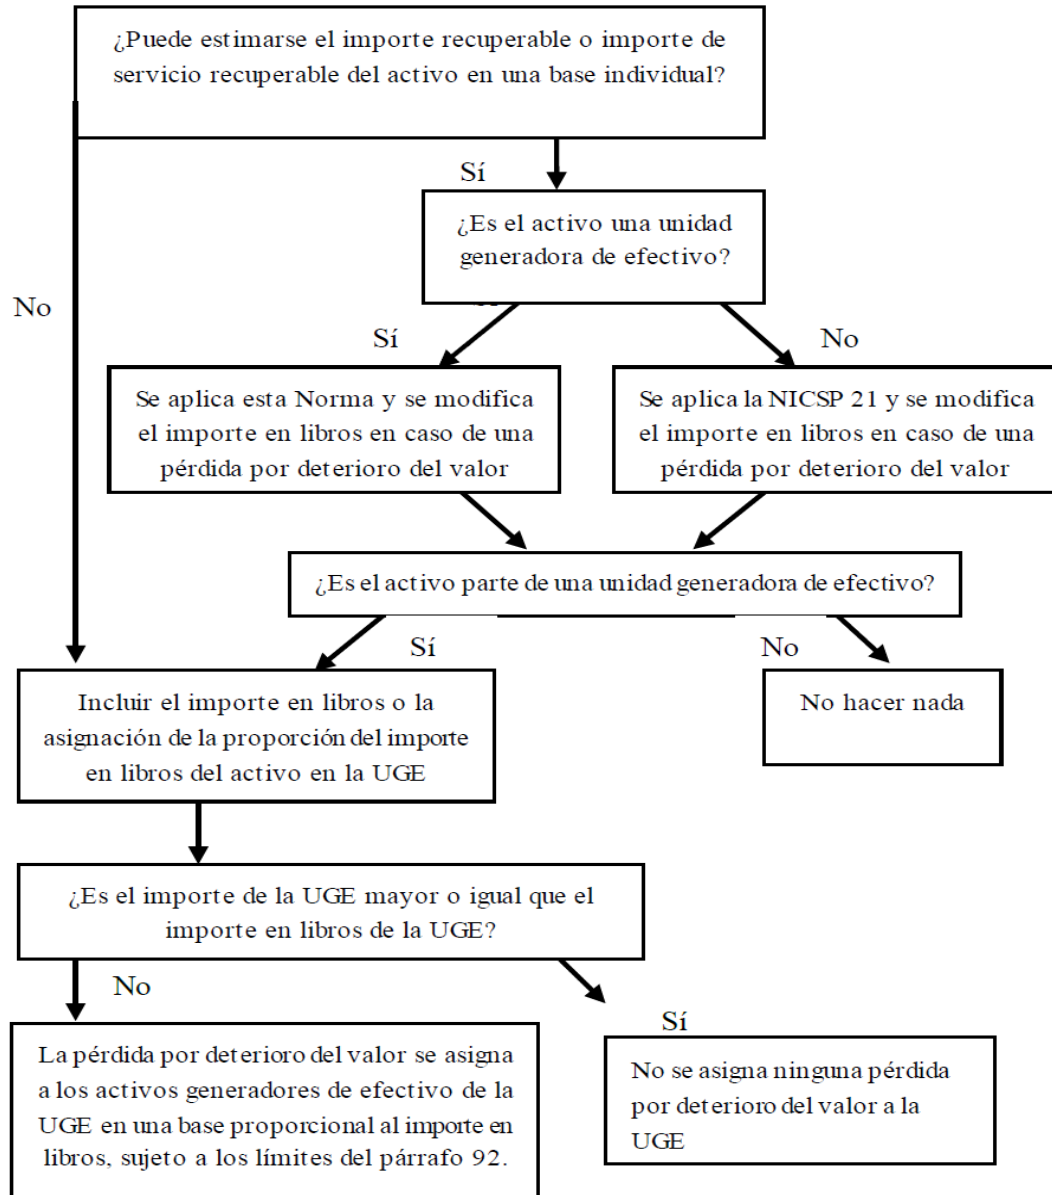 ¿Puede estimarse el importe recuperable o importe de
servicio recuperable del activo en una base individual?
Sí
¿Es el activo una unidad
generadora de efectivo?
No
Sí
No
Se aplica esta Norma y se modifica
el importe en libros en caso de una
pérdida por deterioro del valor
Se aplica la NICSP 21 y se modifica
el importe en libros en caso de una
pérdida por deterioro del valor
¿Es el activo parte de una unidad generadora de efectivo?
Sí
No
Incluir el importe en libros o la
asignación de la proporción del importe
en libros del activo en la UGE
No hacer nada
¿Es el importe de la UGE mayor o igual que el
importe en libros de la UGE?
No
Sí
La pérdida por deterioro del valor se asigna
a los activos generadores de efectivo de la
UGE en una base proporcional al importe en
libros, sujeto a los límites del párrafo 92.
No se asigna ninguna pérdida
por deterioro del valor a la
UGE